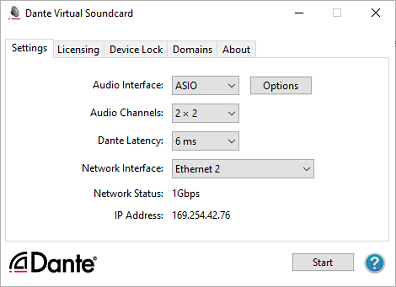 Dante Virtual Soundcard
Settings Licensing Device Lock Domains About
Audio Interface: ASIO Options
Audio Channels: 2 × 2
Dante Latency: 6 ms
Network Interface: Ethernet 2
Network Status: 1Gbps
IP Address: 169.254.42.76
Dante® Start ?